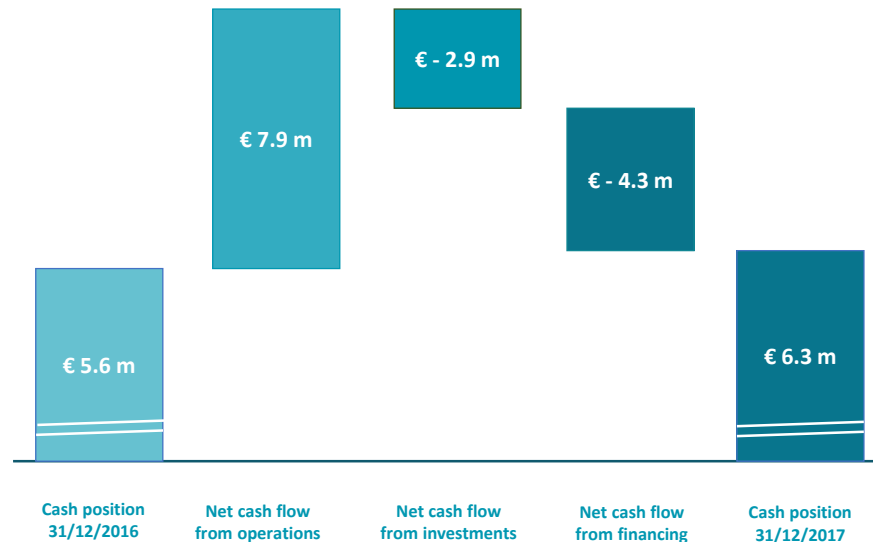 € - 2.9 m
€ 7.9 m
€ - 4.3 m
€ 5.6 m
€ 6.3 m
Cash position
31/12/2016
Net cash flow
from operations
Net cash flow
from investments
Net cash flow
from financing
Cash position
31/12/2017